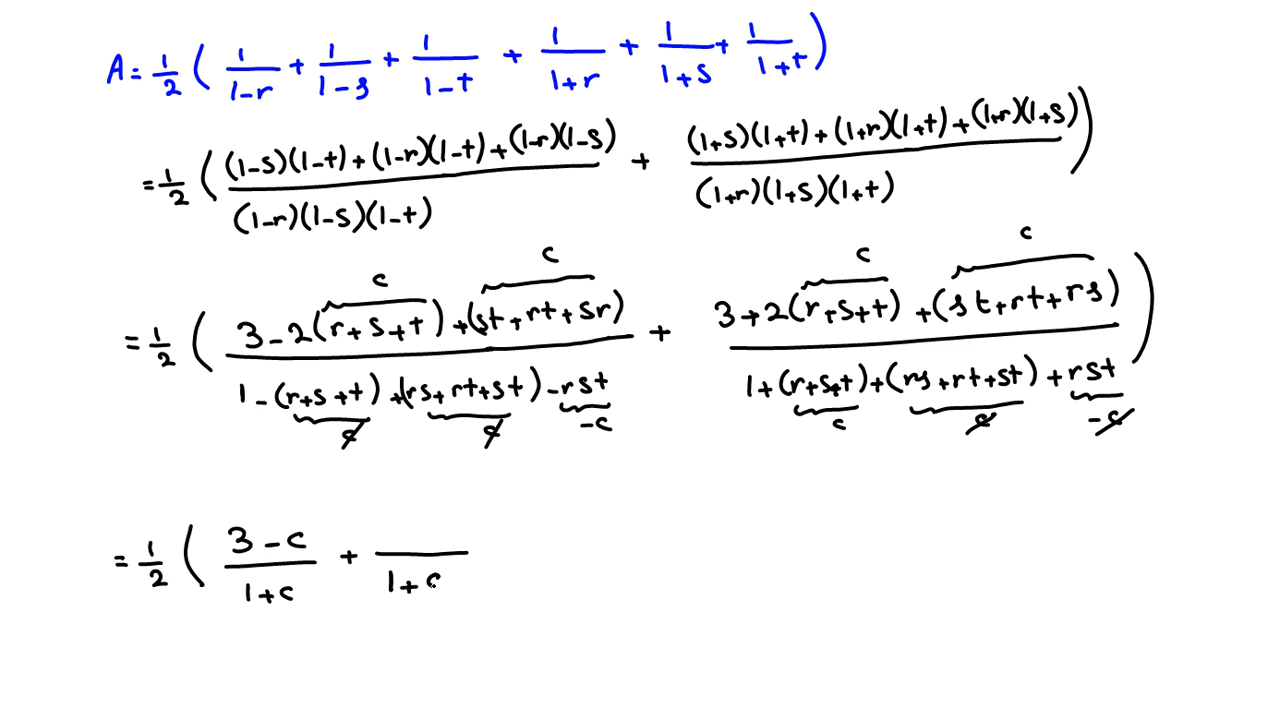 A = 1/2 ( 1/(1-r) + 1/(1-s) + 1/(1-t) + 1/(1+r) + 1/(1+s) + 1/(1+t) )
= 1/2 ( ((1-s)(1-t) + (1-r)(1-t) + (1-r)(1-s)) / ((1-r)(1-s)(1-t)) + ((1+s)(1+t) + (1+r)(1+t) + (1+r)(1+s)) / ((1+r)(1+s)(1+t)) )
c c c c
= 1/2 ( (3 - 2(r+s+t) + (st+rt+sr)) / (1 - (r+s+t) + (rs+rt+st) - rst) + (3 + 2(r+s+t) + (st+rt+rs)) / (1 + (r+s+t) + (rs+rt+st) + rst) )
c c -c c c -c
= 1/2 ( (3-c)/(1+c) + /(1+c)